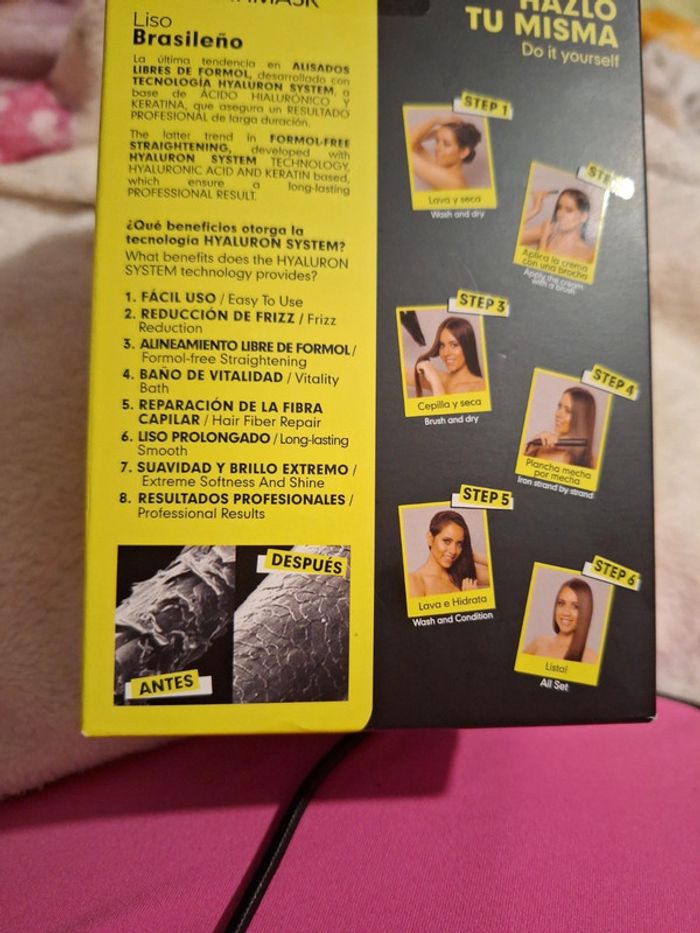 Liso
Brasileño
La última tendencia en ALISADOS
LIBRES DE FORMOL, desarrollado con
TECNOLOGÍA HYALURON SYSTEM, a
base de ÁCIDO HIALURÓNICO Y
KERATINA, que asegura un RESULTADO
PROFESIONAL de larga duración.
The latter trend in FORMOL-FREE
STRAIGHTENING, developed with
HYALURON SYSTEM TECHNOLOGY,
HYALURONIC ACID AND KERATIN based,
which ensure a long-lasting
PROFESSIONAL RESULT.
¿Qué beneficios otorga la
tecnología HYALURON SYSTEM?
What benefits does the HYALURON
SYSTEM technology provides?
1. FÁCIL USO / Easy To Use
2. REDUCCIÓN DE FRIZZ / Frizz
Reduction
3. ALINEAMIENTO LIBRE DE FORMOL/
Formol-free Straightening
4. BAÑO DE VITALIDAD / Vitality
Bath
5. REPARACIÓN DE LA FIBRA
CAPILAR / Hair Fiber Repair
6. LISO PROLONGADO / Long-lasting
Smooth
7. SUAVIDAD Y BRILLO EXTREMO /
Extreme Softness And Shine
8. RESULTADOS PROFESIONALES /
Professional Results
ANTES
DESPUÉS
HAZLO
TU MISMA
Do it yourself
STEP 1
Lava y seca
Wash and dry
Aplica la crema
con una brocha
Apply the cream
with a brush
STEP 3
Cepilla y seca
Brush and dry
STEP 4
Plancha mecha
por mecha
Iron strand by strand
STEP 5
Lava e Hidrata
Wash and Condition
STEP 6
Lista!
All Set